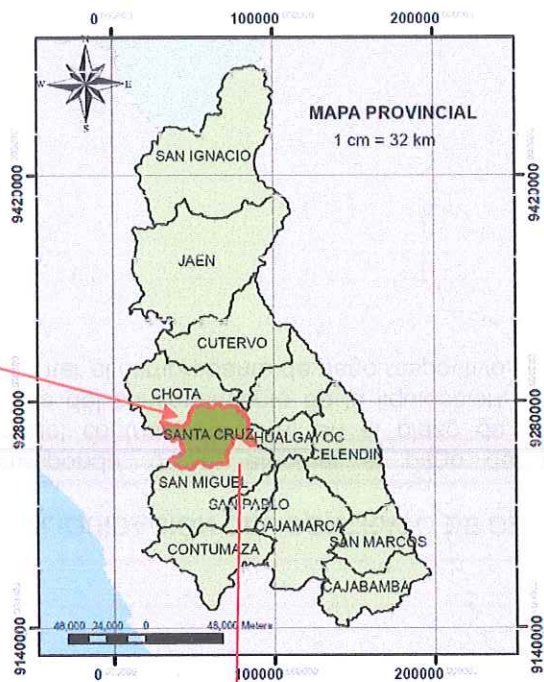 0 100000 200000
N
W E
S
MAPA PROVINCIAL
1 cm = 32 km
SAN IGNACIO
9420000 9420000
JAEN
CUTERVO
CHOTA
9280000 9280000
SANTA CRUZ
HUALGAYOC
CELENDIN
SAN MIGUEL
SAN PABLO
CAJAMARCA
SAN MARCOS
CONTUMAZA
CAJABAMBA
48,000 24,000 0 48,000 Meters
9140000 9140000
0 100000 200000